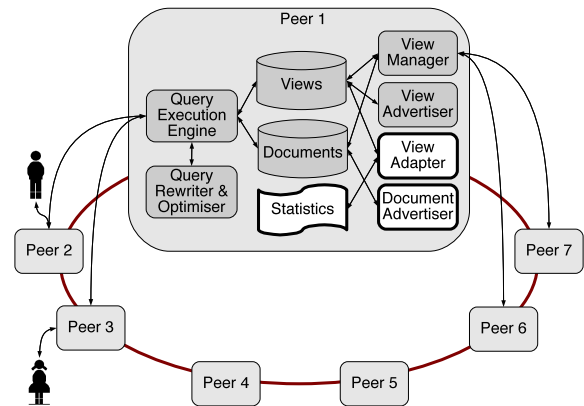 Peer 1
Query
Execution
Engine
Views
View
Manager
View
Advertiser
Documents
View
Adapter
Query
Rewriter &
Optimiser
Statistics
Document
Advertiser
Peer 2
Peer 7
Peer 3
Peer 6
Peer 4
Peer 5